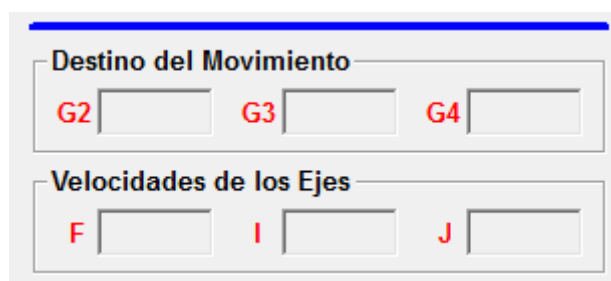 Destino del Movimiento
G2 G3 G4
Velocidades de los Ejes
F I J